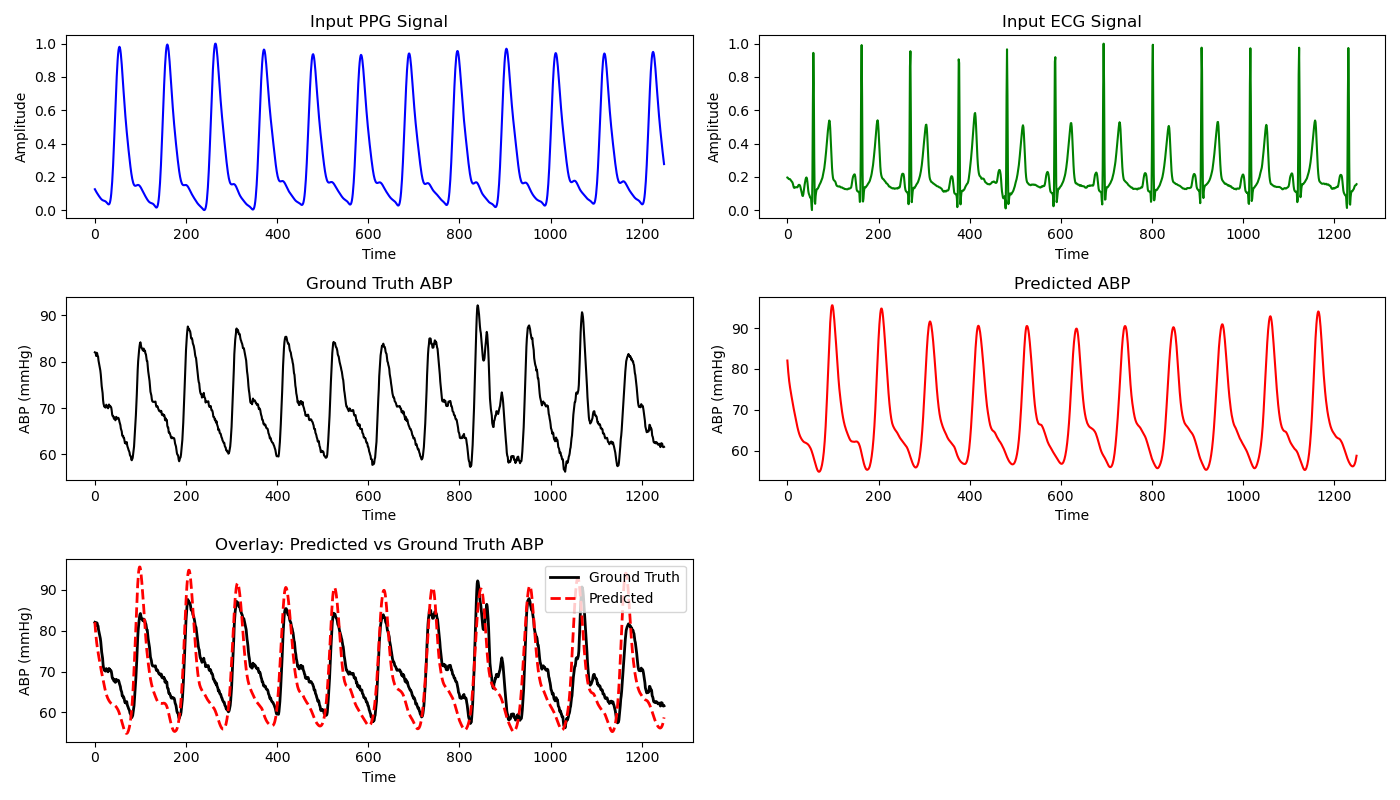 Input PPG Signal
Amplitude
1.0
0.8
0.6
0.4
0.2
0.0
0 200 400 600 800 1000 1200
Time
Input ECG Signal
Amplitude
1.0
0.8
0.6
0.4
0.2
0.0
0 200 400 600 800 1000 1200
Time
Ground Truth ABP
ABP (mmHg)
90
80
70
60
0 200 400 600 800 1000 1200
Time
Predicted ABP
ABP (mmHg)
90
80
70
60
0 200 400 600 800 1000 1200
Time
Overlay: Predicted vs Ground Truth ABP
ABP (mmHg)
90
80
70
60
Ground Truth
Predicted
0 200 400 600 800 1000 1200
Time